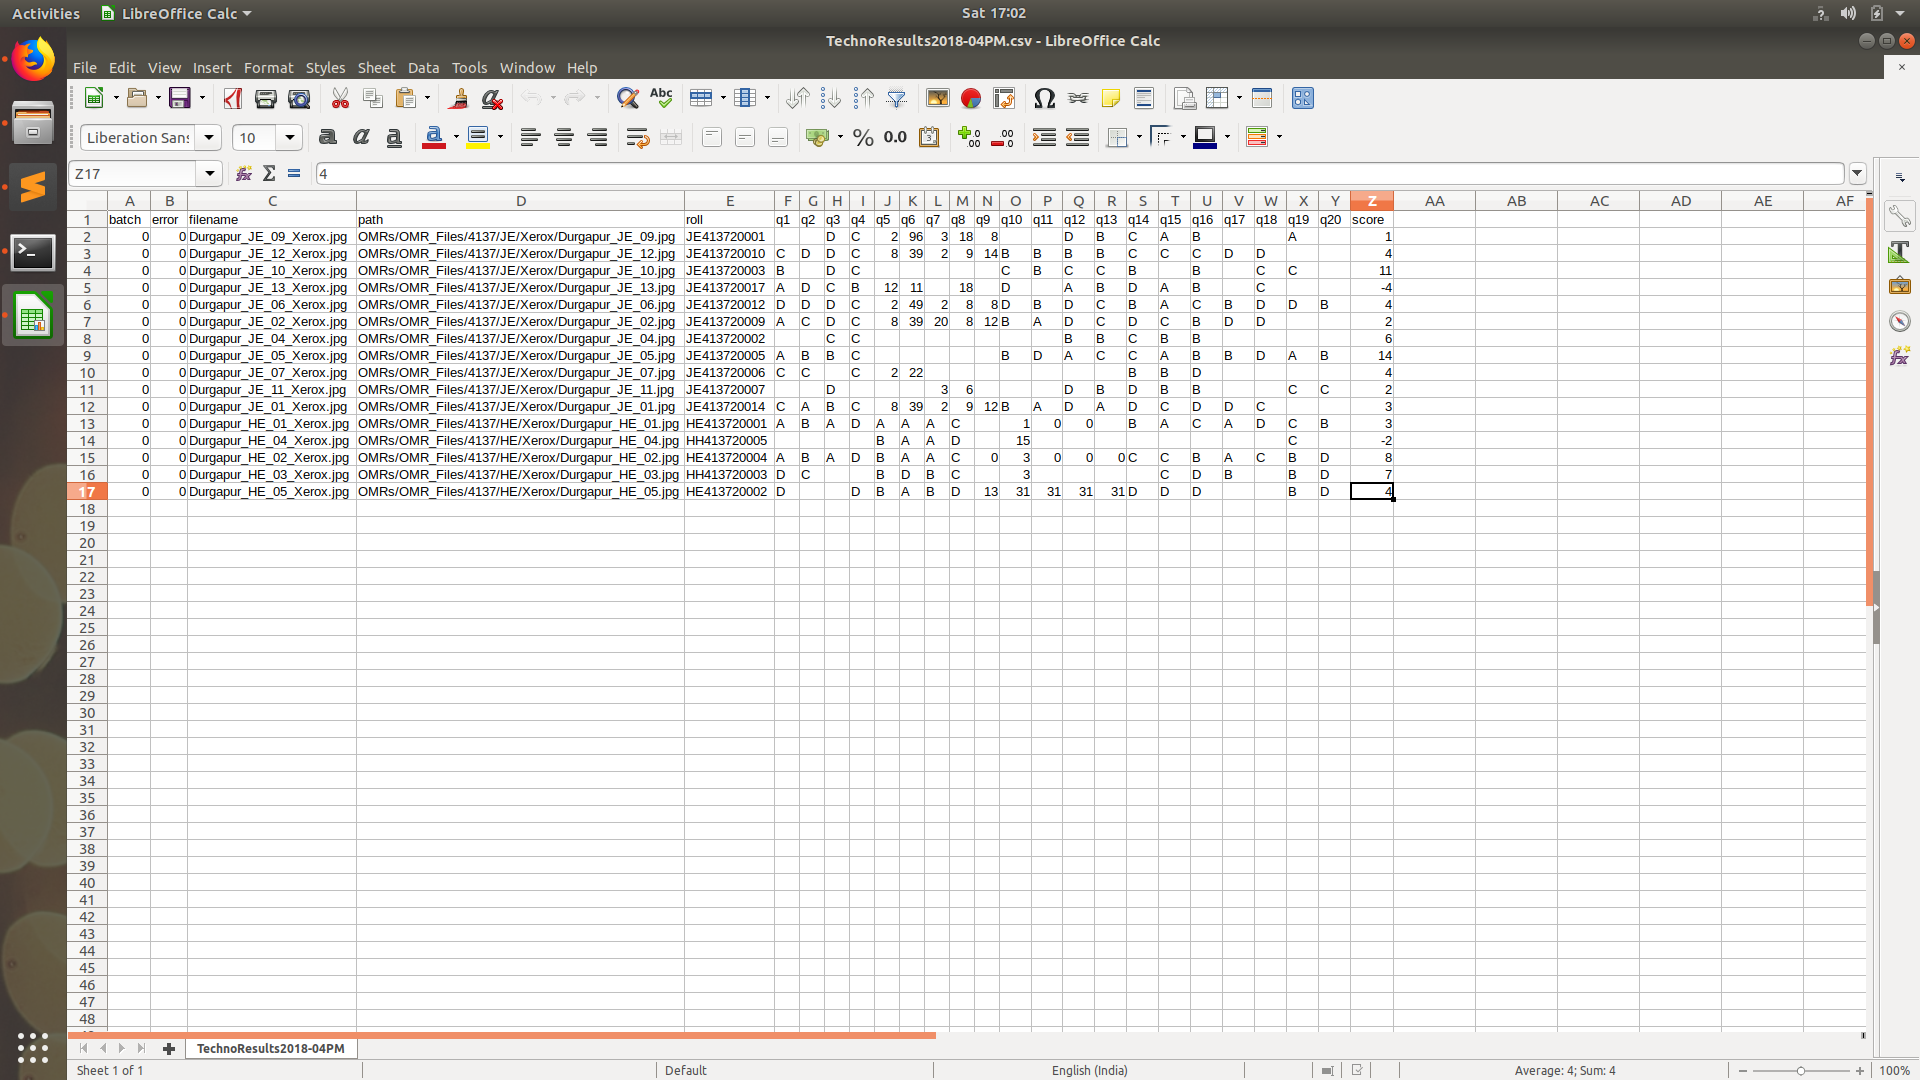 Activities LibreOffice Calc Sat 17:02
TechnoResults2018-04PM.csv - LibreOffice Calc
File Edit View Insert Format Styles Sheet Data Tools Window Help
Liberation Sans 10
Z17 4
A B C D E F G H I J K L M N O P Q R S T U V W X Y Z AA AB AC AD AE AF
1 batch error filename path roll q1 q2 q3 q4 q5 q6 q7 q8 q9 q10 q11 q12 q13 q14 q15 q16 q17 q18 q19 q20 score
2 0 0 Durgapur_JE_09_Xerox.jpg OMRs/OMR_Files/4137/JE/Xerox/Durgapur_JE_09.jpg JE413720001 D C 2 96 3 18 8 D B C A B A 1
3 0 0 Durgapur_JE_12_Xerox.jpg OMRs/OMR_Files/4137/JE/Xerox/Durgapur_JE_12.jpg JE413720010 C D D C 8 39 2 9 14 B B B B C C C D D 4
4 0 0 Durgapur_JE_10_Xerox.jpg OMRs/OMR_Files/4137/JE/Xerox/Durgapur_JE_10.jpg JE413720003 B D C C B C C B B C C 11
5 0 0 Durgapur_JE_13_Xerox.jpg OMRs/OMR_Files/4137/JE/Xerox/Durgapur_JE_13.jpg JE413720017 A D C B 12 11 18 D A B D A B C -4
6 0 0 Durgapur_JE_06_Xerox.jpg OMRs/OMR_Files/4137/JE/Xerox/Durgapur_JE_06.jpg JE413720012 D D D C 2 49 2 8 8 D B D C B A C B D D B 4
7 0 0 Durgapur_JE_02_Xerox.jpg OMRs/OMR_Files/4137/JE/Xerox/Durgapur_JE_02.jpg JE413720009 A C D C 8 39 20 8 12 B A D C D C B D D 2
8 0 0 Durgapur_JE_04_Xerox.jpg OMRs/OMR_Files/4137/JE/Xerox/Durgapur_JE_04.jpg JE413720002 C C B B C B B 6
9 0 0 Durgapur_JE_05_Xerox.jpg OMRs/OMR_Files/4137/JE/Xerox/Durgapur_JE_05.jpg JE413720005 A B B C B D A C C A B B D A B 14
10 0 0 Durgapur_JE_07_Xerox.jpg OMRs/OMR_Files/4137/JE/Xerox/Durgapur_JE_07.jpg JE413720006 C C C 2 22 B B D 4
11 0 0 Durgapur_JE_11_Xerox.jpg OMRs/OMR_Files/4137/JE/Xerox/Durgapur_JE_11.jpg JE413720007 D 3 6 D B D B B C C 2
12 0 0 Durgapur_JE_01_Xerox.jpg OMRs/OMR_Files/4137/JE/Xerox/Durgapur_JE_01.jpg JE413720014 C A B C 8 39 2 9 12 B A D A D C D D C 3
13 0 0 Durgapur_HE_01_Xerox.jpg OMRs/OMR_Files/4137/HE/Xerox/Durgapur_HE_01.jpg HE413720001 A B A D A A A C 1 0 0 B A C A D C B 3
14 0 0 Durgapur_HE_04_Xerox.jpg OMRs/OMR_Files/4137/HE/Xerox/Durgapur_HE_04.jpg HH413720005 B A A D 15 C -2
15 0 0 Durgapur_HE_02_Xerox.jpg OMRs/OMR_Files/4137/HE/Xerox/Durgapur_HE_02.jpg HE413720004 A B A D B A A C 0 3 0 0 0 C C B A C B D 8
16 0 0 Durgapur_HE_03_Xerox.jpg OMRs/OMR_Files/4137/HE/Xerox/Durgapur_HE_03.jpg HH413720003 D C B D B C 3 C D B B D 7
17 0 0 Durgapur_HE_05_Xerox.jpg OMRs/OMR_Files/4137/HE/Xerox/Durgapur_HE_05.jpg HE413720002 D D B A B D 13 31 31 31 31 D D D B D 4
18
19
20
21
22
23
24
25
26
27
28
29
30
31
32
33
34
35
36
37
38
39
40
41
42
43
44
45
46
47
48
TechnoResults2018-04PM
Sheet 1 of 1 Default English (India) Average: 4; Sum: 4 100%